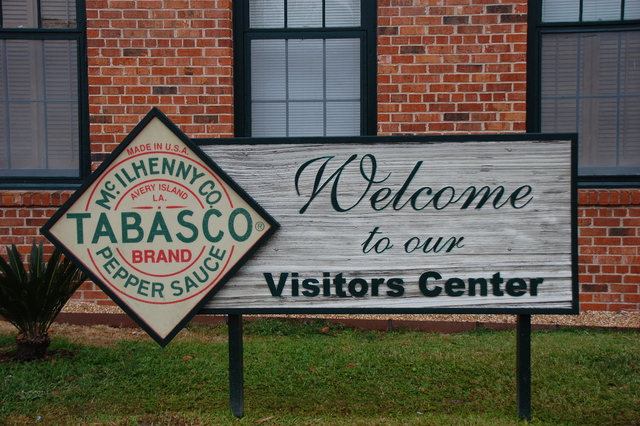 MADE IN U.S.A.
McILHENNY CO.
AVERY ISLAND
LA.
TABASCO®
BRAND
PEPPER SAUCE
Welcome
to our
Visitors Center